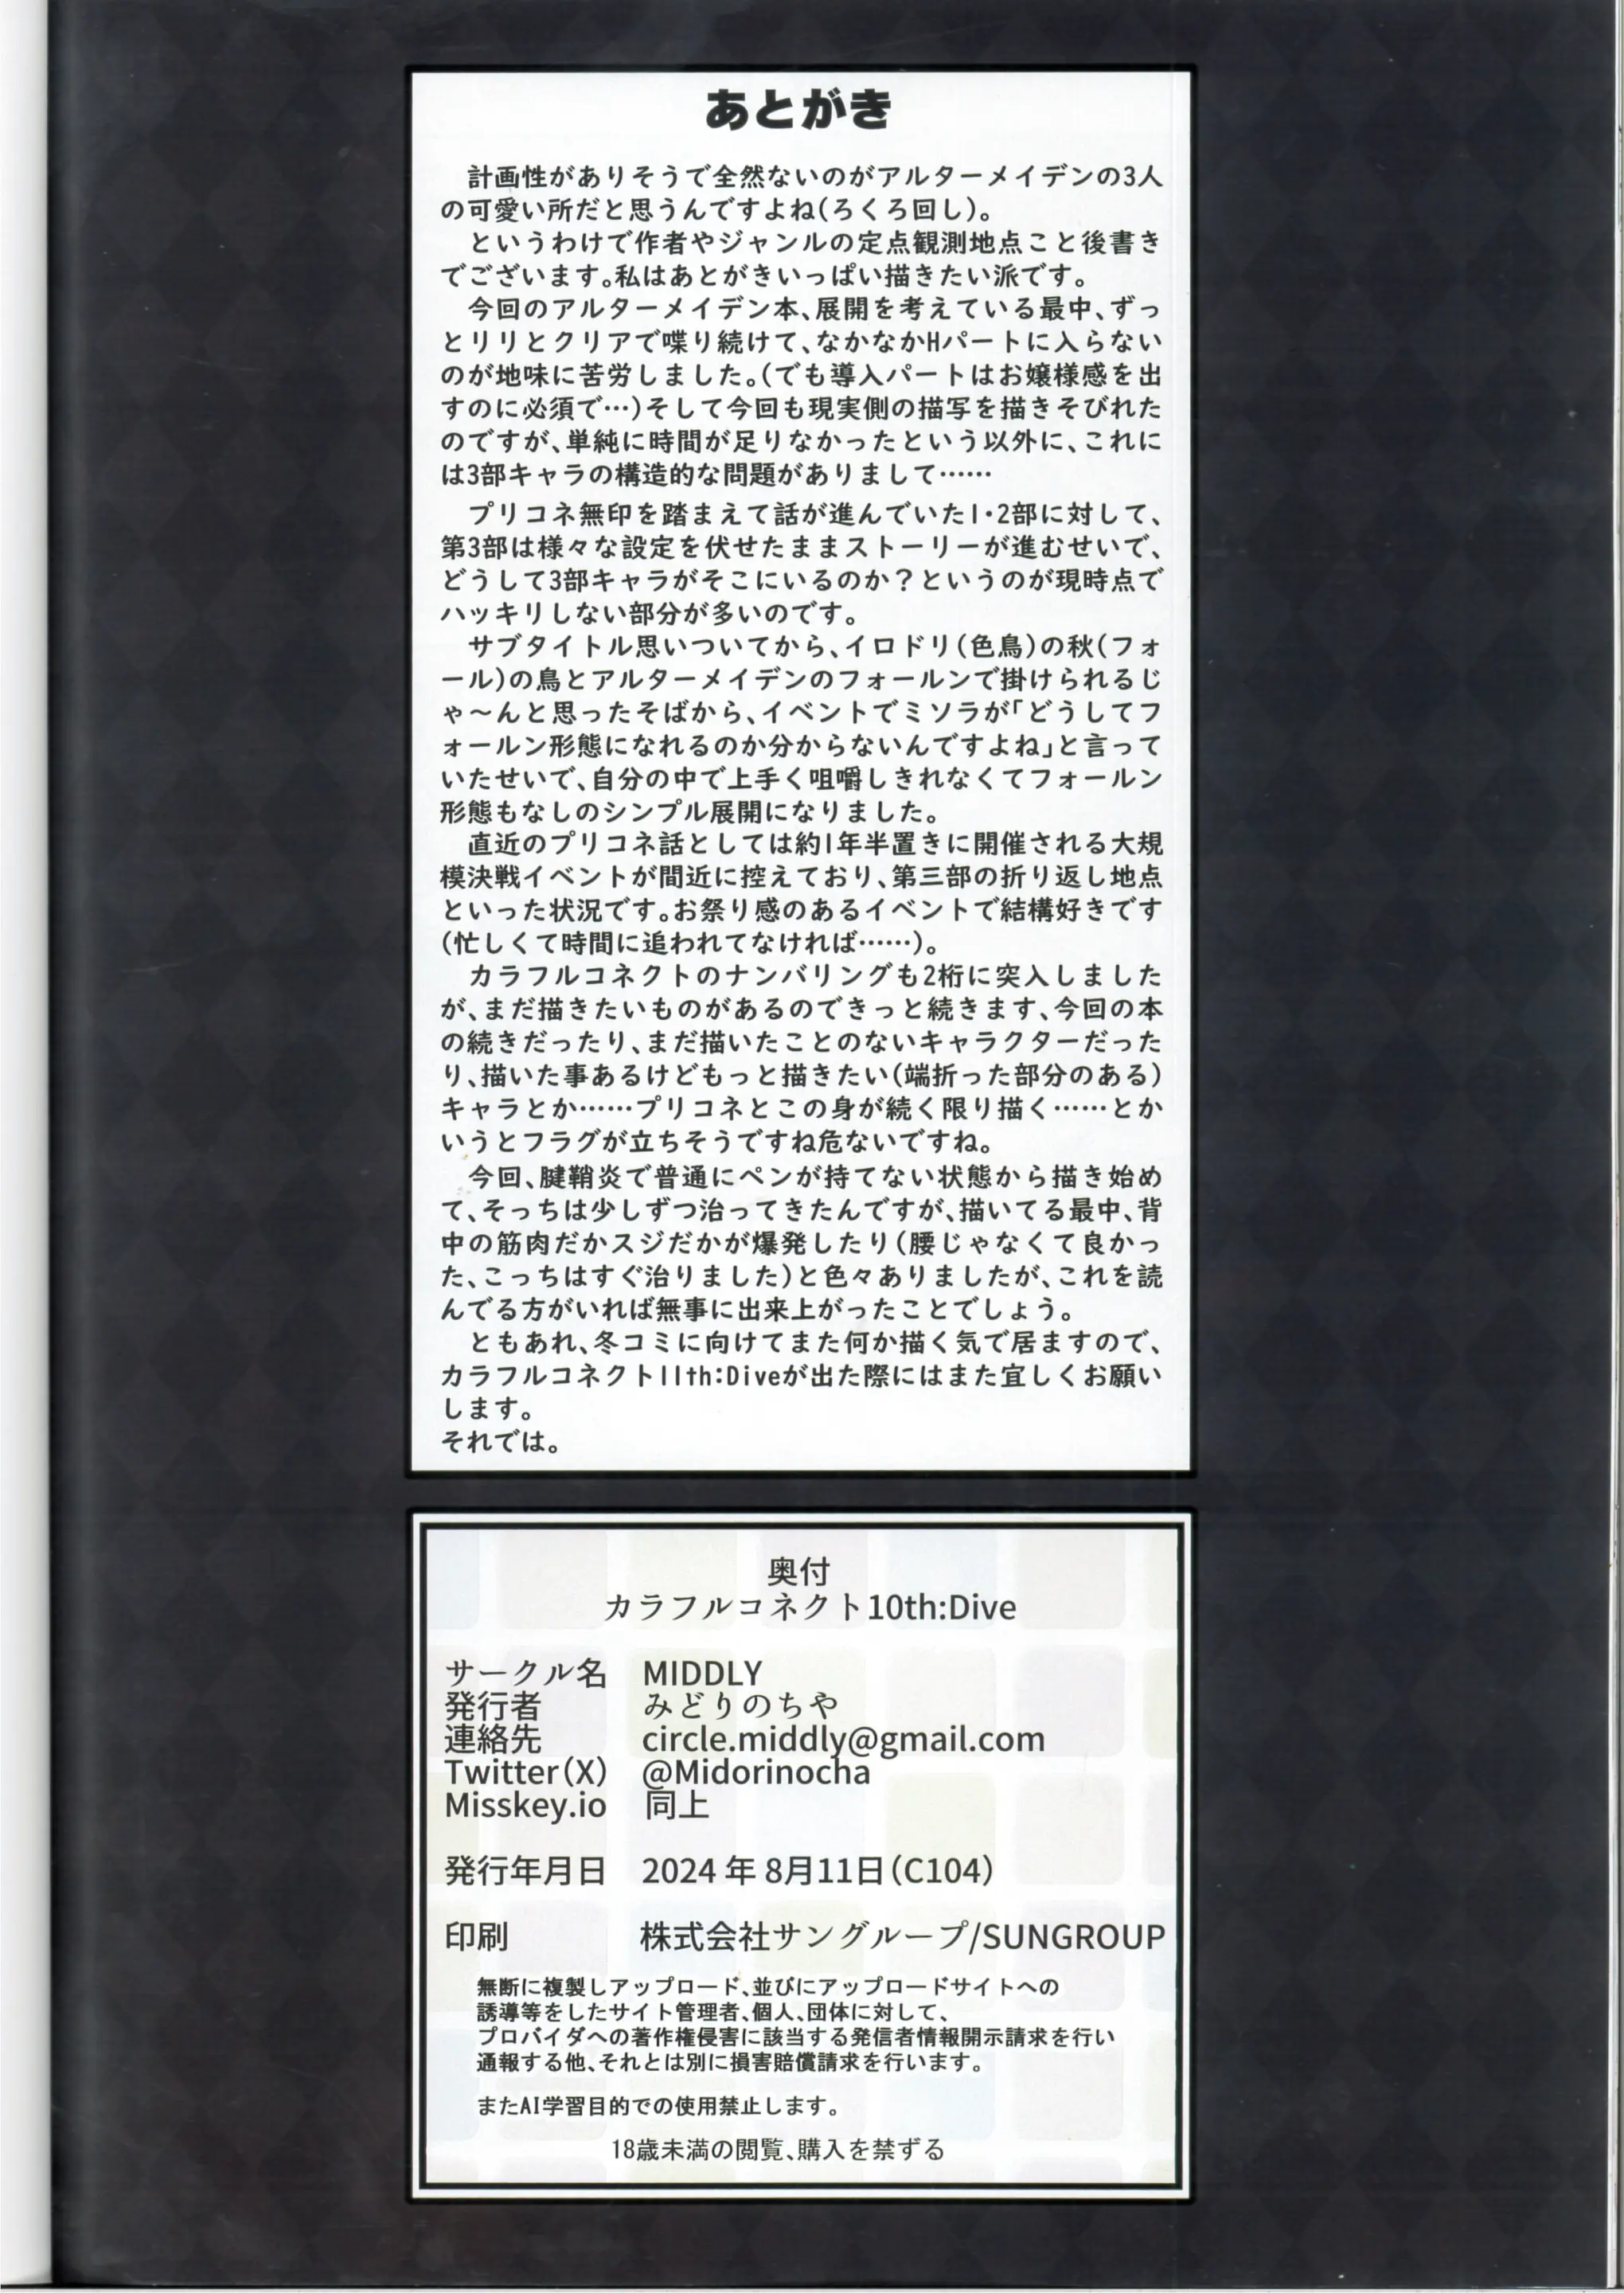 あとがき
　計画性がありそうで全然ないのがアルターメイデンの3人
の可愛い所だと思うんですよね(ろくろ回し)。
　というわけで作者やジャンルの定点観測地点こと後書き
でございます。私はあとがきいっぱい描きたい派です。
　今回のアルターメイデン本、展開を考えている最中、ずっ
とリリとクリアで喋り続けて、なかなかHパートに入らない
のが地味に苦労しました。(でも導入パートはお嬢様感を出
すのに必須で…)そして今回も現実側の描写を描きそびれた
のですが、単純に時間が足りなかったという以外に、これに
は3部キャラの構造的な問題がありまして……
　プリコネ無印を踏まえて話が進んでいた1・2部に対して、
第3部は様々な設定を伏せたままストーリーが進むせいで、
どうして3部キャラがそこにいるのか？というのが現時点で
ハッキリしない部分が多いのです。
　サブタイトル思いついてから、イロドリ(色鳥)の秋(フォ
ール)の鳥とアルターメイデンのフォールンで掛けられるじ
ゃ～んと思ったそばから、イベントでミソラが「どうしてフ
ォールン形態になれるのか分からないんですよね」と言って
いたせいで、自分の中で上手く咀嚼しきれなくてフォールン
形態もなしのシンプル展開になりました。
　直近のプリコネ話としては約1年半置きに開催される大規
模決戦イベントが間近に控えており、第三部の折り返し地点
といった状況です。お祭り感のあるイベントで結構好きです
(忙しくて時間に追われてなければ……)。
　カラフルコネクトのナンバリングも2桁に突入しました
が、まだ描きたいものがあるのできっと続きます、今回の本
の続きだったり、まだ描いたことのないキャラクターだった
り、描いた事あるけどもっと描きたい(端折った部分のある)
キャラとか……プリコネとこの身が続く限り描く……とか
いうとフラグが立ちそうですね危ないですね。
　今回、腱鞘炎で普通にペンが持てない状態から描き始め
て、そっちは少しずつ治ってきたんですが、描いてる最中、背
中の筋肉だかスジだかが爆発したり(腰じゃなくて良かっ
た、こっちはすぐ治りました)と色々ありましたが、これを読
んでる方がいれば無事に出来上がったことでしょう。
　ともあれ、冬コミに向けてまた何か描く気で居ますので、
カラフルコネクト11th:Diveが出た際にはまた宜しくお願い
します。
それでは。
奥付
カラフルコネクト10th:Dive
サークル名　MIDDLY
発行者　みどりのちや
連絡先　circle.middly@gmail.com
Twitter(X)　@Midorinocha
Misskey.io　同上
発行年月日　2024 年 8月11日(C104)
印刷　株式会社サングループ/SUNGROUP
無断に複製しアップロード、並びにアップロードサイトへの
誘導等をしたサイト管理者、個人、団体に対して、
プロバイダへの著作権侵害に該当する発信者情報開示請求を行い
通報する他、それとは別に損害賠償請求を行います。
またAI学習目的での使用禁止します。
18歳未満の閲覧、購入を禁ずる